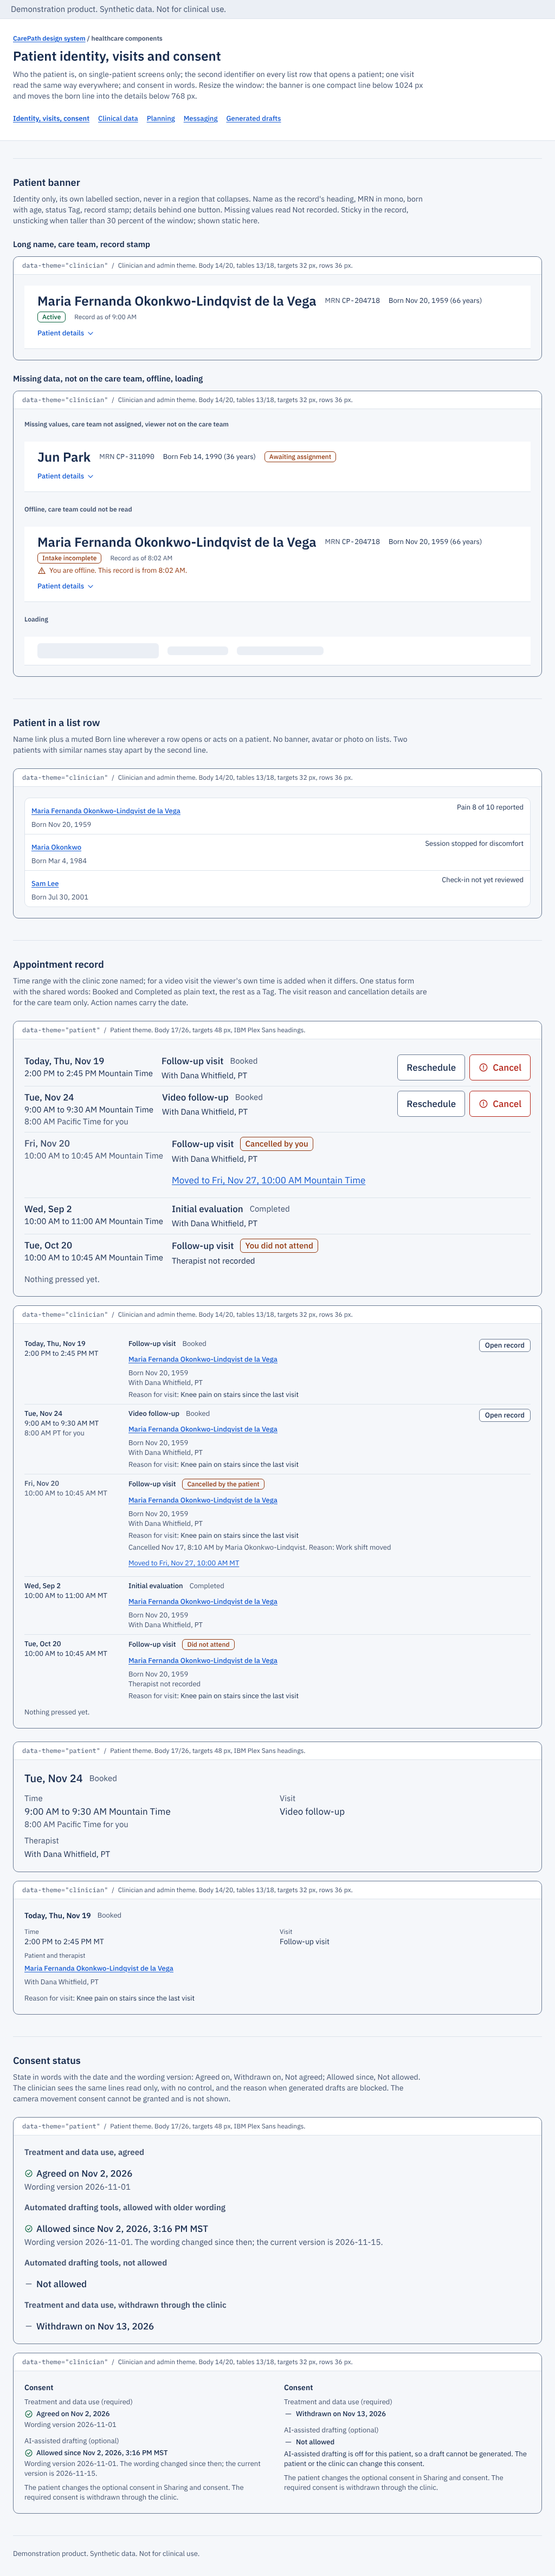 Demonstration product. Synthetic data. Not for clinical use.
CarePath design system / healthcare components
Patient identity, visits and consent
Who the patient is, on single-patient screens only; the second identifier on every list row that opens a patient; one visit
read the same way everywhere; and consent in words. Resize the window: the banner is one compact line below 1024 px
and moves the born line into the details below 768 px.
Identity, visits, consent Clinical data Planning Messaging Generated drafts
Patient banner
Identity only, its own labelled section, never in a region that collapses. Name as the record's heading, MRN in mono, born
with age, status Tag, record stamp; details behind one button. Missing values read Not recorded. Sticky in the record,
unsticking when taller than 30 percent of the window; shown static here.
Long name, care team, record stamp
data-theme="clinician" / Clinician and admin theme. Body 14/20, tables 13/18, targets 32 px, rows 36 px.
Maria Fernanda Okonkwo-Lindqvist de la Vega MRN CP-204718 Born Nov 20, 1959 (66 years)
Active Record as of 9:00 AM
Patient details
Missing data, not on the care team, offline, loading
data-theme="clinician" / Clinician and admin theme. Body 14/20, tables 13/18, targets 32 px, rows 36 px.
Missing values, care team not assigned, viewer not on the care team
Jun Park MRN CP-311090 Born Feb 14, 1990 (36 years) Awaiting assignment
Patient details
Offline, care team could not be read
Maria Fernanda Okonkwo-Lindqvist de la Vega MRN CP-204718 Born Nov 20, 1959 (66 years)
Intake incomplete Record as of 8:02 AM
You are offline. This record is from 8:02 AM.
Patient details
Loading
Patient in a list row
Name link plus a muted Born line wherever a row opens or acts on a patient. No banner, avatar or photo on lists. Two
patients with similar names stay apart by the second line.
data-theme="clinician" / Clinician and admin theme. Body 14/20, tables 13/18, targets 32 px, rows 36 px.
Maria Fernanda Okonkwo-Lindqvist de la Vega Pain 8 of 10 reported
Born Nov 20, 1959
Maria Okonkwo Session stopped for discomfort
Born Mar 4, 1984
Sam Lee Check-in not yet reviewed
Born Jul 30, 2001
Appointment record
Time range with the clinic zone named; for a video visit the viewer's own time is added when it differs. One status form
with the shared words: Booked and Completed as plain text, the rest as a Tag. The visit reason and cancellation details are
for the care team only. Action names carry the date.
data-theme="patient" / Patient theme. Body 17/26, targets 48 px, IBM Plex Sans headings.
Today, Thu, Nov 19 Follow-up visit Booked Reschedule Cancel
2:00 PM to 2:45 PM Mountain Time With Dana Whitfield, PT
Tue, Nov 24 Video follow-up Booked Reschedule Cancel
9:00 AM to 9:30 AM Mountain Time With Dana Whitfield, PT
8:00 AM Pacific Time for you
Fri, Nov 20 Follow-up visit Cancelled by you
10:00 AM to 10:45 AM Mountain Time With Dana Whitfield, PT
Moved to Fri, Nov 27, 10:00 AM Mountain Time
Wed, Sep 2 Initial evaluation Completed
10:00 AM to 11:00 AM Mountain Time With Dana Whitfield, PT
Tue, Oct 20 Follow-up visit You did not attend
10:00 AM to 10:45 AM Mountain Time Therapist not recorded
Nothing pressed yet.
data-theme="clinician" / Clinician and admin theme. Body 14/20, tables 13/18, targets 32 px, rows 36 px.
Today, Thu, Nov 19 Follow-up visit Booked Open record
2:00 PM to 2:45 PM MT
Maria Fernanda Okonkwo-Lindqvist de la Vega
Born Nov 20, 1959
With Dana Whitfield, PT
Reason for visit: Knee pain on stairs since the last visit
Tue, Nov 24 Video follow-up Booked Open record
9:00 AM to 9:30 AM MT
8:00 AM PT for you
Maria Fernanda Okonkwo-Lindqvist de la Vega
Born Nov 20, 1959
With Dana Whitfield, PT
Reason for visit: Knee pain on stairs since the last visit
Fri, Nov 20 Follow-up visit Cancelled by the patient
10:00 AM to 10:45 AM MT
Maria Fernanda Okonkwo-Lindqvist de la Vega
Born Nov 20, 1959
With Dana Whitfield, PT
Reason for visit: Knee pain on stairs since the last visit
Cancelled Nov 17, 8:10 AM by Maria Okonkwo-Lindqvist. Reason: Work shift moved
Moved to Fri, Nov 27, 10:00 AM MT
Wed, Sep 2 Initial evaluation Completed
10:00 AM to 11:00 AM MT
Maria Fernanda Okonkwo-Lindqvist de la Vega
Born Nov 20, 1959
With Dana Whitfield, PT
Tue, Oct 20 Follow-up visit Did not attend
10:00 AM to 10:45 AM MT
Maria Fernanda Okonkwo-Lindqvist de la Vega
Born Nov 20, 1959
Therapist not recorded
Reason for visit: Knee pain on stairs since the last visit
Nothing pressed yet.
data-theme="patient" / Patient theme. Body 17/26, targets 48 px, IBM Plex Sans headings.
Tue, Nov 24 Booked
Time Visit
9:00 AM to 9:30 AM Mountain Time Video follow-up
8:00 AM Pacific Time for you
Therapist
With Dana Whitfield, PT
data-theme="clinician" / Clinician and admin theme. Body 14/20, tables 13/18, targets 32 px, rows 36 px.
Today, Thu, Nov 19 Booked
Time Visit
2:00 PM to 2:45 PM MT Follow-up visit
Patient and therapist
Maria Fernanda Okonkwo-Lindqvist de la Vega
With Dana Whitfield, PT
Reason for visit: Knee pain on stairs since the last visit
Consent status
State in words with the date and the wording version: Agreed on, Withdrawn on, Not agreed; Allowed since, Not allowed.
The clinician sees the same lines read only, with no control, and the reason when generated drafts are blocked. The
camera movement consent cannot be granted and is not shown.
data-theme="patient" / Patient theme. Body 17/26, targets 48 px, IBM Plex Sans headings.
Treatment and data use, agreed
Agreed on Nov 2, 2026
Wording version 2026-11-01
Automated drafting tools, allowed with older wording
Allowed since Nov 2, 2026, 3:16 PM MST
Wording version 2026-11-01. The wording changed since then; the current version is 2026-11-15.
Automated drafting tools, not allowed
Not allowed
Treatment and data use, withdrawn through the clinic
Withdrawn on Nov 13, 2026
data-theme="clinician" / Clinician and admin theme. Body 14/20, tables 13/18, targets 32 px, rows 36 px.
Consent
Treatment and data use (required)
Agreed on Nov 2, 2026
Wording version 2026-11-01
AI-assisted drafting (optional)
Allowed since Nov 2, 2026, 3:16 PM MST
Wording version 2026-11-01. The wording changed since then; the current
version is 2026-11-15.
The patient changes the optional consent in Sharing and consent. The
required consent is withdrawn through the clinic.
Consent
Treatment and data use (required)
Withdrawn on Nov 13, 2026
AI-assisted drafting (optional)
Not allowed
AI-assisted drafting is off for this patient, so a draft cannot be generated. The
patient or the clinic can change this consent.
The patient changes the optional consent in Sharing and consent. The
required consent is withdrawn through the clinic.
Demonstration product. Synthetic data. Not for clinical use.